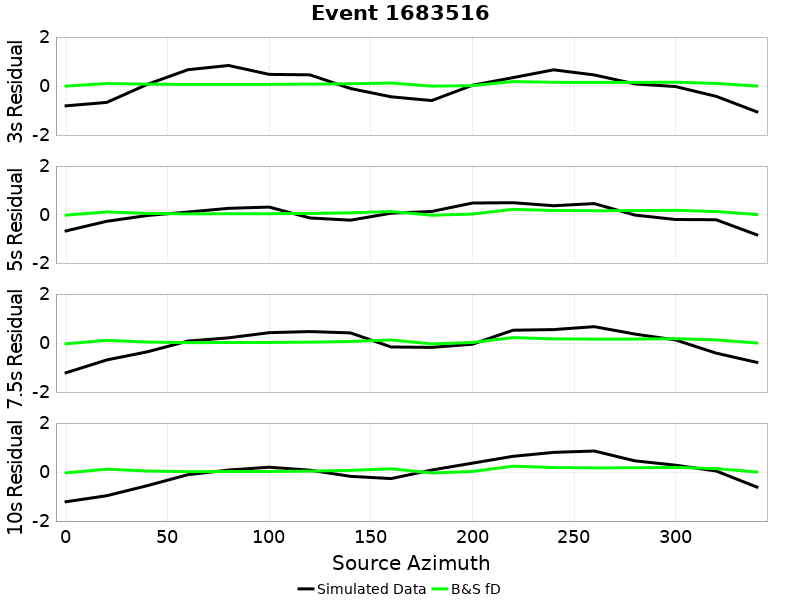 Event 1683516
3s Residual
2
0
-2
5s Residual
2
0
-2
7.5s Residual
2
0
-2
10s Residual
2
0
-2
0 50 100 150 200 250 300
Source Azimuth
Simulated Data B&S fD